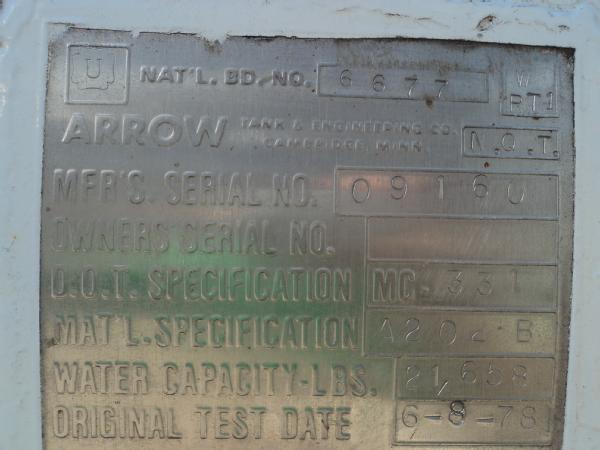 U NAT'L. BD. NO. 6677 W
RT1
ARROW TANK & ENGINEERING CO.
CAMBRIDGE, MINN. N.Q.T.
MFR'S. SERIAL NO. 09160
OWNERS SERIAL NO.
D.O.T. SPECIFICATION MC-331
MAT'L. SPECIFICATION A202 B
WATER CAPACITY-LBS. 21,658
ORIGINAL TEST DATE 6-8-78